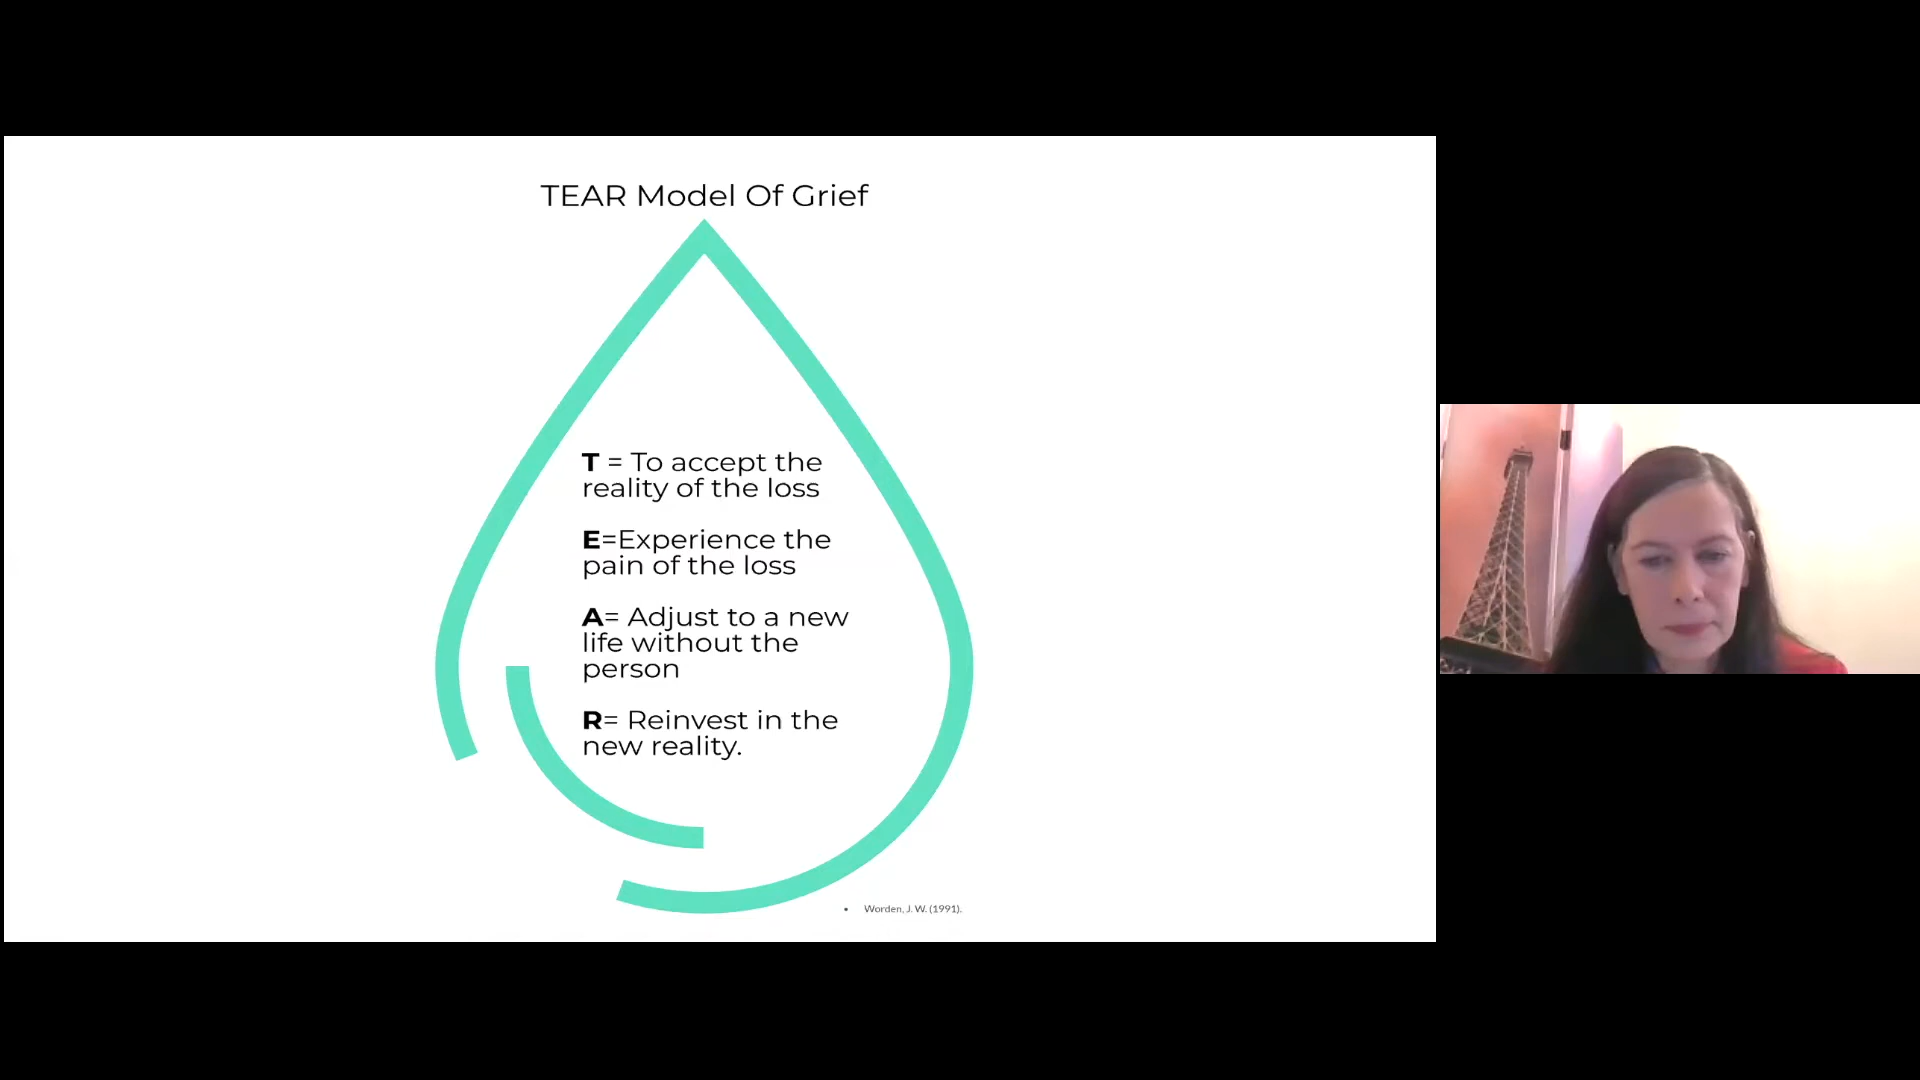 TEAR Model Of Grief
T = To accept the
reality of the loss
E=Experience the
pain of the loss
A= Adjust to a new
life without the
person
R= Reinvest in the
new reality.
• Worden, J. W. (1991).